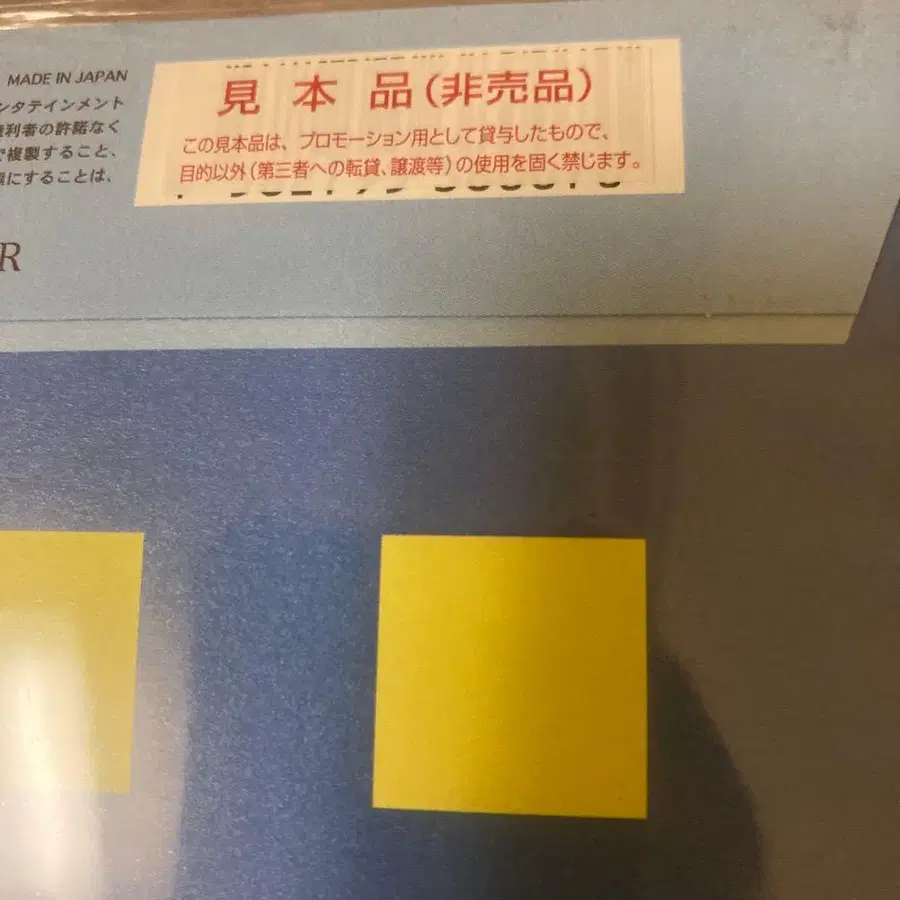 MADE IN JAPAN
ンタテインメント
利者の許諾なく
複製すること、
にすることは、
見本品(非売品)
この見本品は、プロモーション用として貸与したもので、
目的以外(第三者への転貸、譲渡等)の使用を固く禁じます。
R